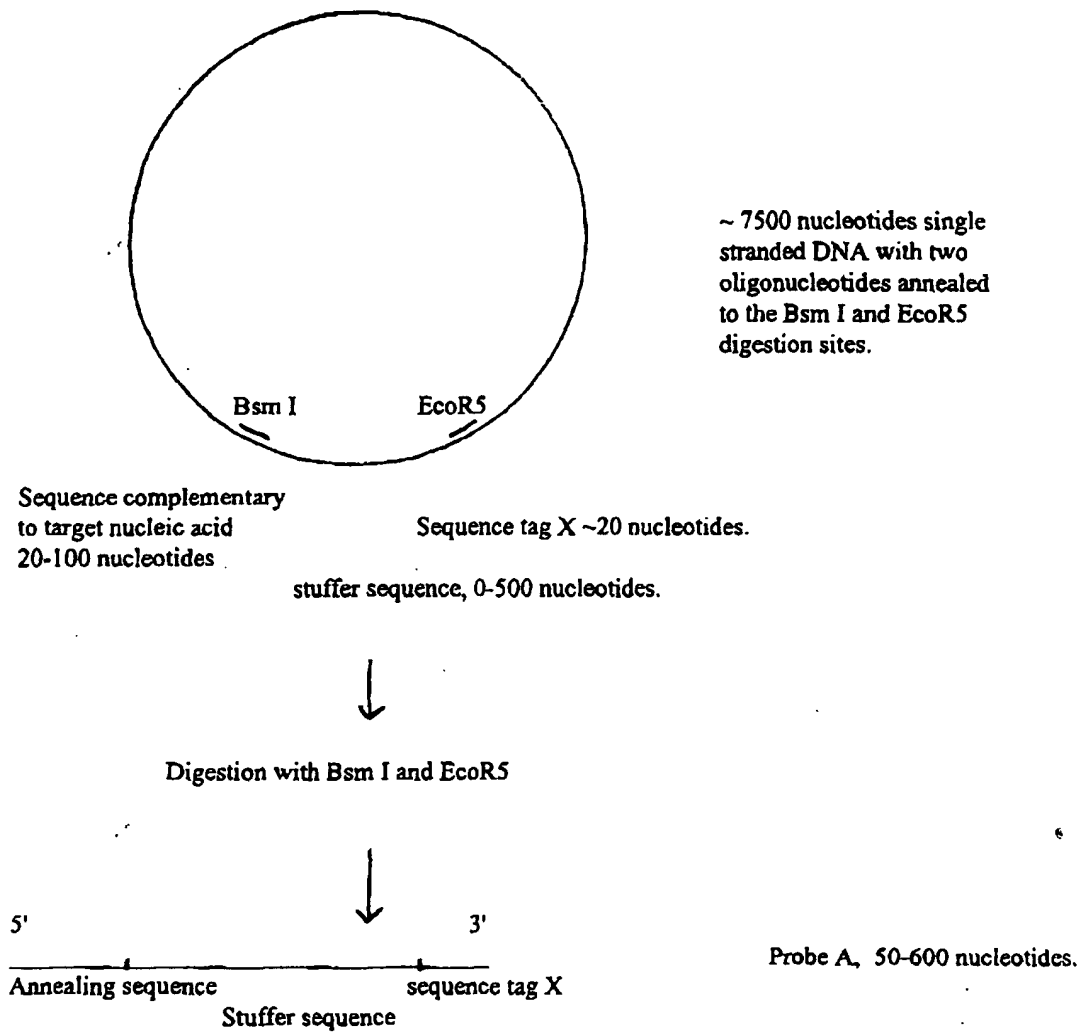 ~ 7500 nucleotides single
stranded DNA with two
oligonucleotides annealed
to the Bsm I and EcoR5
digestion sites.
Bsm I
EcoR5
Sequence complementary
to target nucleic acid
20-100 nucleotides
Sequence tag X ~20 nucleotides.
stuffer sequence, 0-500 nucleotides.
Digestion with Bsm I and EcoR5
5'
3'
Probe A, 50-600 nucleotides.
Annealing sequence
sequence tag X
Stuffer sequence